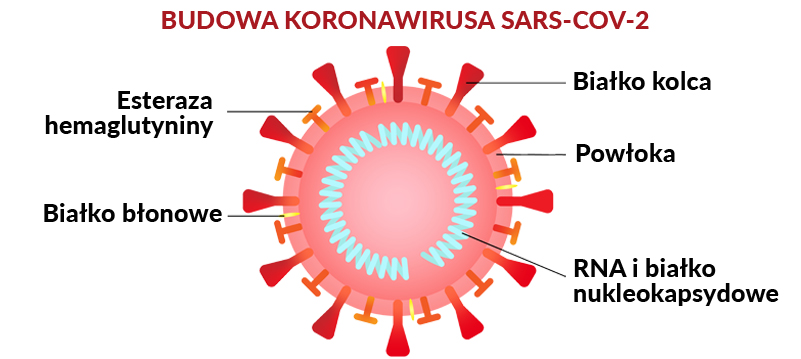 BUDOWA KORONAWIRUSA SARS-COV-2
Esteraza
hemaglutyniny
Białko błonowe
Białko kolca
Powłoka
RNA i białko
nukleokapsydowe